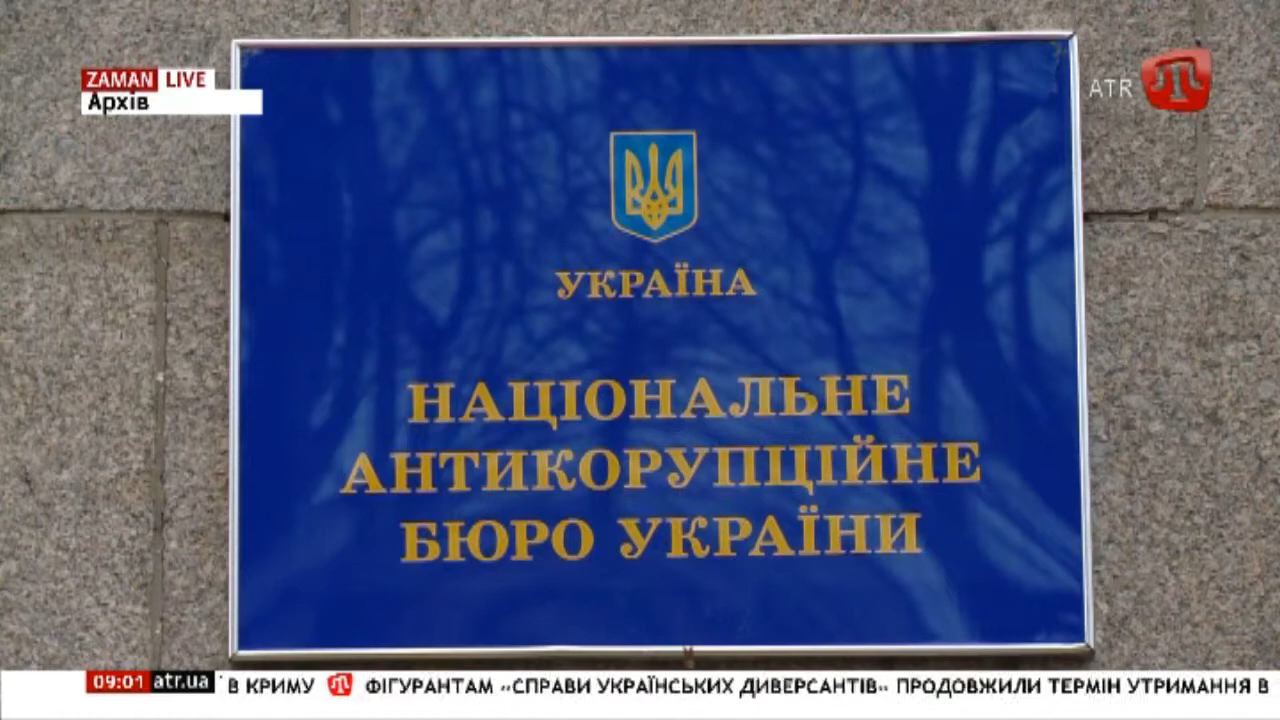 ZAMAN LIVE
Архів
ATR
УКРАЇНА
НАЦІОНАЛЬНЕ
АНТИКОРУПЦІЙНЕ
БЮРО УКРАЇНИ
09:01 atr.ua В КРИМУ ФІГУРАНТАМ «СПРАВИ УКРАЇНСЬКИХ ДИВЕРСАНТІВ» ПРОДОВЖИЛИ ТЕРМІН УТРИМАННЯ В